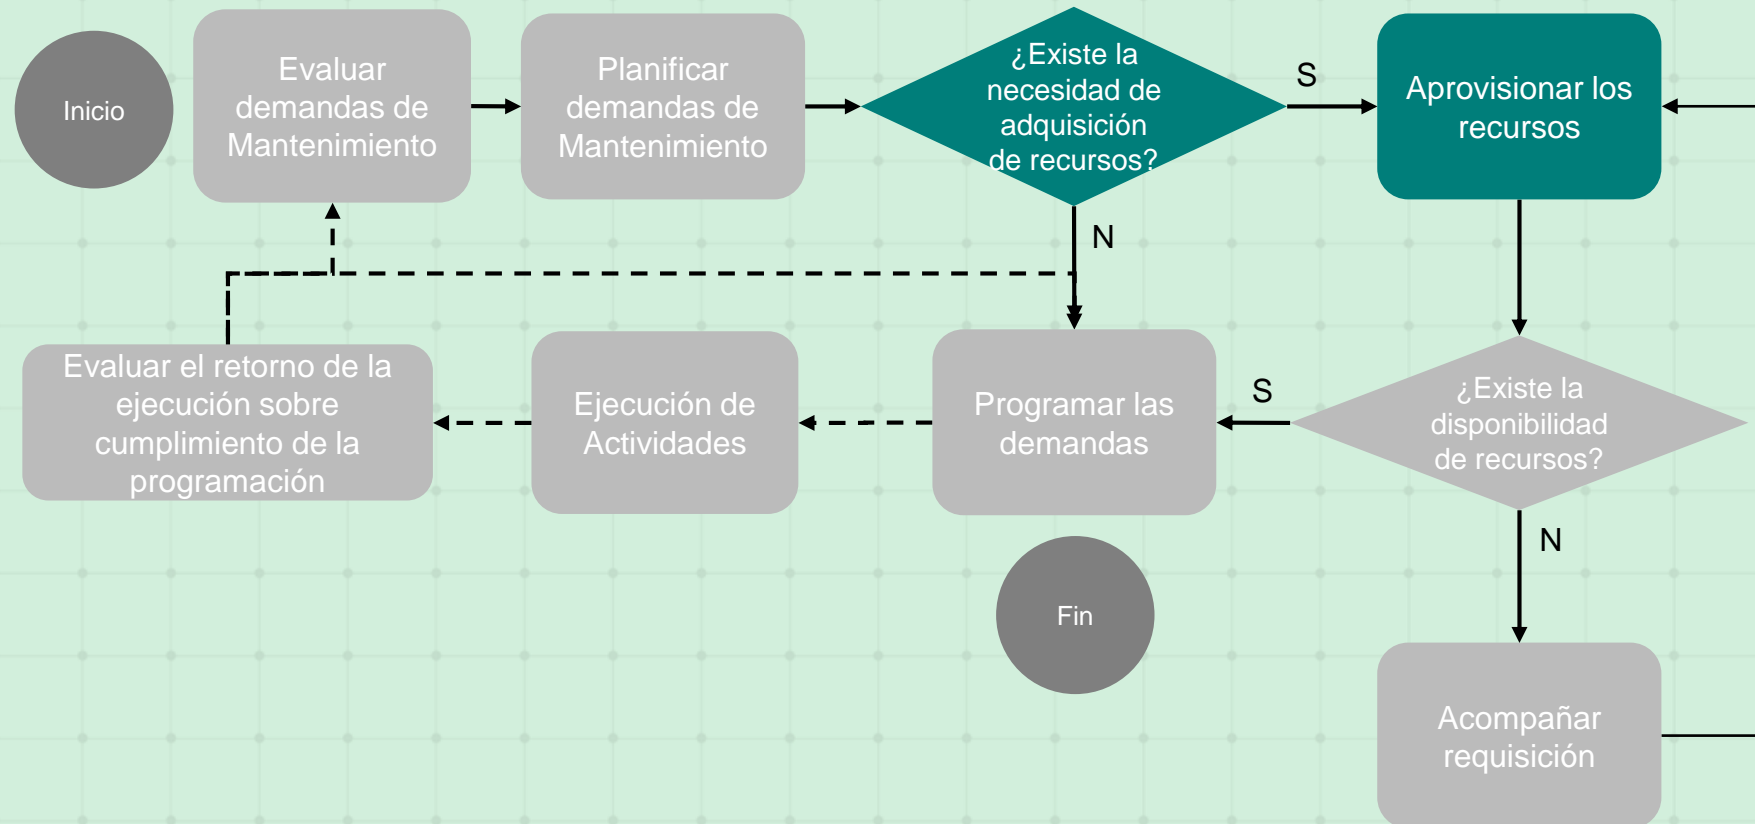 Inicio
Evaluar
demandas de
Mantenimiento
Planificar
demandas de
Mantenimiento
¿Existe la
necesidad de
adquisición
de recursos?
S
Aprovisionar los
recursos
N
Evaluar el retorno de la
ejecución sobre
cumplimiento de la
programación
Ejecución de
Actividades
Programar las
demandas
S
¿Existe la
disponibilidad
de recursos?
N
Fin
Acompañar
requisición